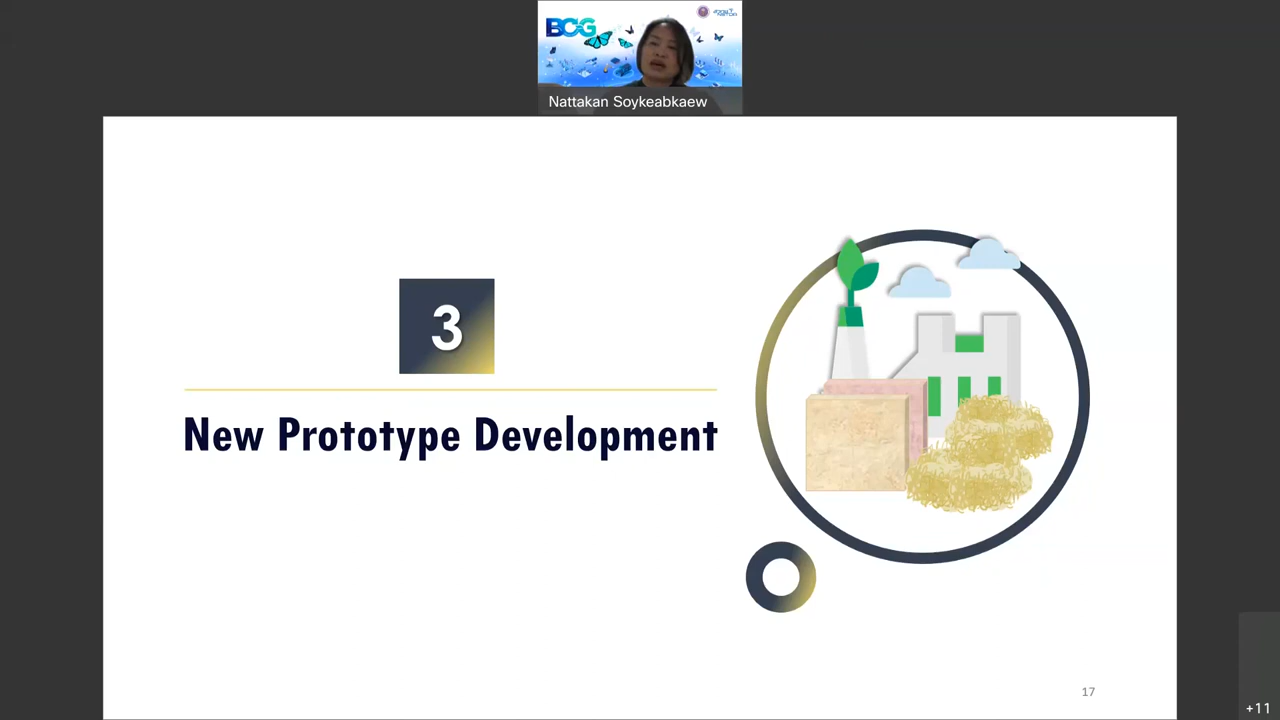 BCG
Nattakan Soykeabkaew
3
New Prototype Development
17
+11